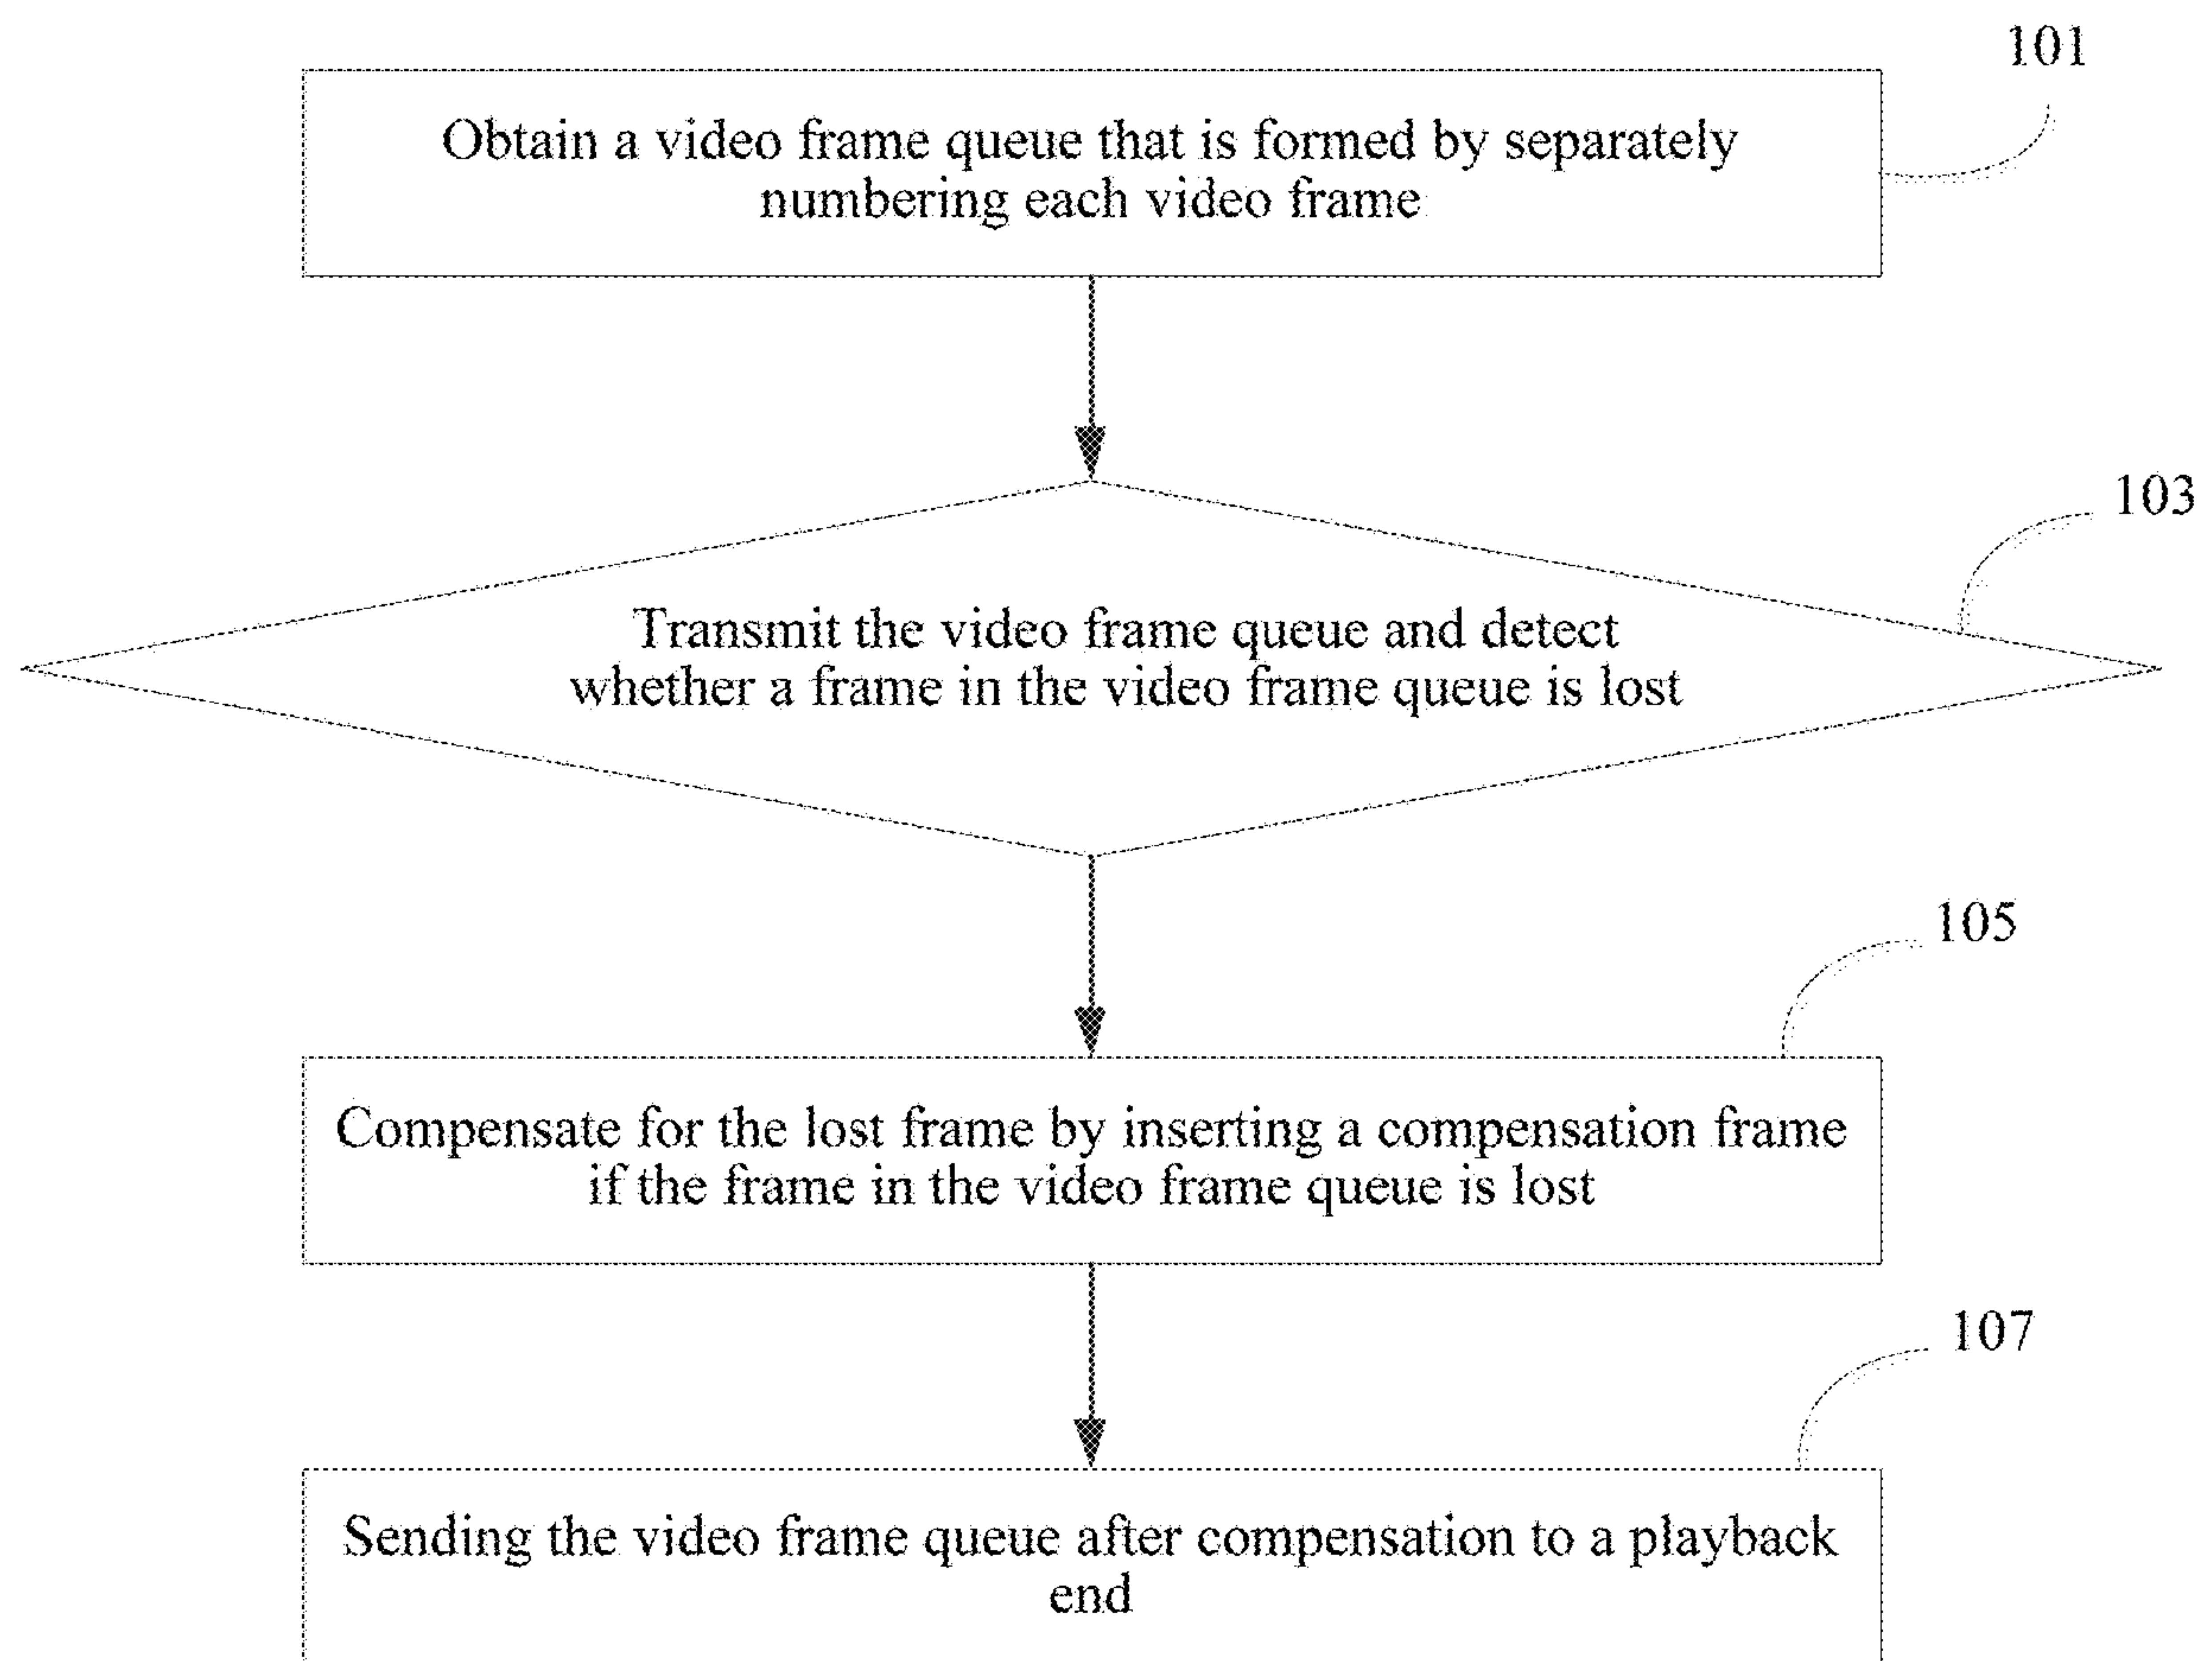 101
Obtain a video frame queue that is formed by separately
numbering each video frame
103
Transmit the video frame queue and detect
whether a frame in the video frame queue is lost
105
Compensate for the lost frame by inserting a compensation frame
if the frame in the video frame queue is lost
107
Sending the video frame queue after compensation to a playback
end